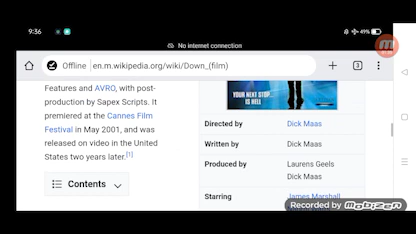 9:36
49%
No internet connection
Offline en.m.wikipedia.org/wiki/Down_(film)
3
Features and AVRO, with post-
production by Sapex Scripts. It
premiered at the Cannes Film
Festival in May 2001, and was
released on video in the United
States two years later.[1]
Contents
YOUR NEXT STOP...
IS HELL
Directed by Dick Maas
Written by Dick Maas
Produced by Laurens Geels
Dick Maas
Starring James Marshall
Recorded by Mobizen